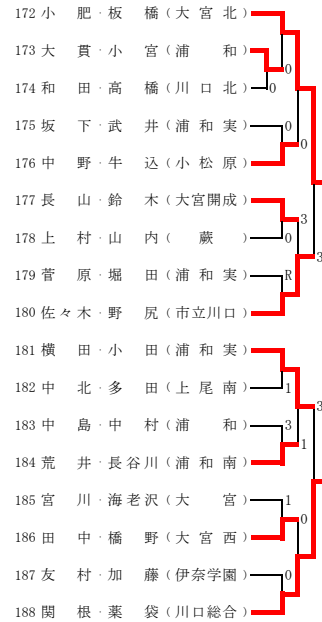 172 小 肥・板 橋 (大 宮 北)
173 大 貫・小 宮 (浦 和)
0
174 和 田・高 橋 (川 口 北)
0
175 坂 下・武 井 (浦 和 実)
0
0
176 中 野・牛 込 (小 松 原)
177 長 山・鈴 木 (大宮開成)
3
178 上 村・山 内 (蕨)
0
3
179 菅 原・堀 田 (浦 和 実)
R
180 佐々木・野 尻 (市立川口)
181 横 田・小 田 (浦 和 実)
182 中 北・多 田 (上 尾 南)
1
3
183 中 島・中 村 (浦 和)
3
1
184 荒 井・長谷川 (浦 和 南)
185 宮 川・海老沢 (大 宮)
1
0
186 田 中・橋 野 (大 宮 西)
187 友 村・加 藤 (伊奈学園)
0
188 関 根・薬 袋 (川口総合)